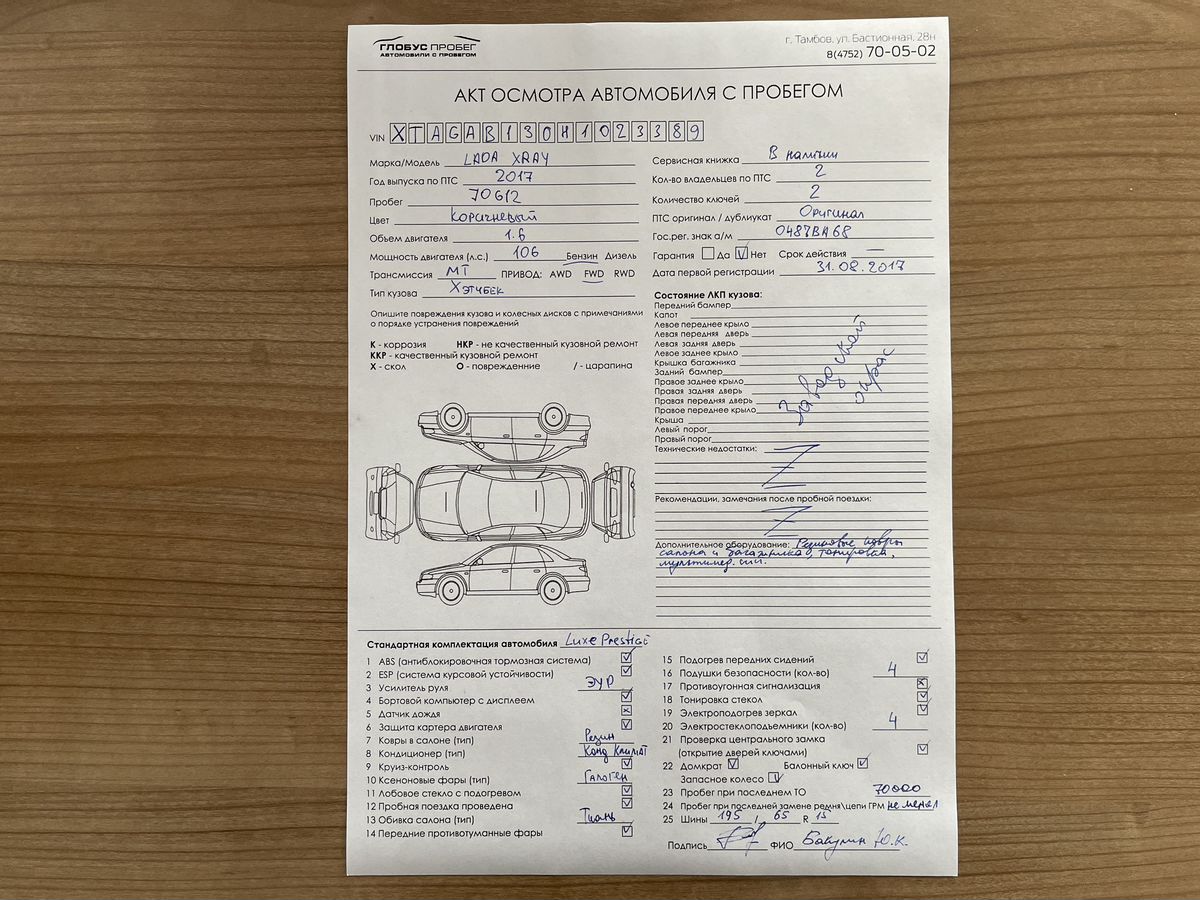 ГЛОБУС ПРОБЕГ
АВТОМОБИЛИ С ПРОБЕГОМ
г. Тамбов, ул. Бастионная, 28н
8(4752) 70-05-02
АКТ ОСМОТРА АВТОМОБИЛЯ С ПРОБЕГОМ
VIN XTAGAB130H1023389
Марка/Модель LADA XRAY
Год выпуска по ПТС 2017
Пробег 70612
Цвет Коричневый
Объем двигателя 1.6
Мощность двигателя (л.с.) 106 Бензин Дизель
Трансмиссия МТ ПРИВОД: AWD FWD RWD
Тип кузова Хэтчбек
Сервисная книжка В наличии
Кол-во владельцев по ПТС 2
Количество ключей 2
ПТС оригинал / дубликат Оригинал
Гос.рег. знак а/м О487ВА68
Гарантия Да Нет Срок действия —
Дата первой регистрации 31.08.2017
Опишите повреждения кузова и колесных дисков с примечаниями
о порядке устранения повреждений
К - коррозия НКР - не качественный кузовной ремонт
ККР - качественный кузовной ремонт
Х - скол О - поврежденние / - царапина
Состояние ЛКП кузова:
Передний бампер
Капот
Левое переднее крыло
Левая передняя дверь
Левая задняя дверь
Левое заднее крыло
Крышка багажника
Задний бампер
Правое заднее крыло
Правая задняя дверь
Правая передняя дверь
Правое переднее крыло
Крыша
Левый порог
Правый порог
Заводской
окрас
Технические недостатки: Z
Рекомендации, замечания после пробной поездки:
Z
Дополнительное оборудование: Резиновые ковры
салона и багажника, тонировка,
мультимед. сис.
Стандартная комплектация автомобиля Luxe Prestige
1 ABS (антиблокировочная тормозная система)
2 ESP (система курсовой устойчивости)
3 Усилитель руля ЭУР
4 Бортовой компьютер с дисплеем
5 Датчик дождя
6 Защита картера двигателя
7 Ковры в салоне (тип) Резин
8 Кондиционер (тип) Конд Климат
9 Круиз-контроль
10 Ксеноновые фары (тип) Галоген
11 Лобовое стекло с подогревом
12 Пробная поездка проведена
13 Обивка салона (тип) Ткань
14 Передние противотуманные фары
15 Подогрев передних сидений
16 Подушки безопасности (кол-во) 4
17 Противоугонная сигнализация
18 Тонировка стекол
19 Электроподогрев зеркал
20 Электростеклоподъемники (кол-во) 4
21 Проверка центрального замка
(открытие дверей ключами)
22 Домкрат Балонный ключ
Запасное колесо
23 Пробег при последнем ТО 70000
24 Пробег при последней замене ремня\цепи ГРМ не менял
25 Шины 195 / 65 R 15
Подпись ФИО Бакулин Ю.К.